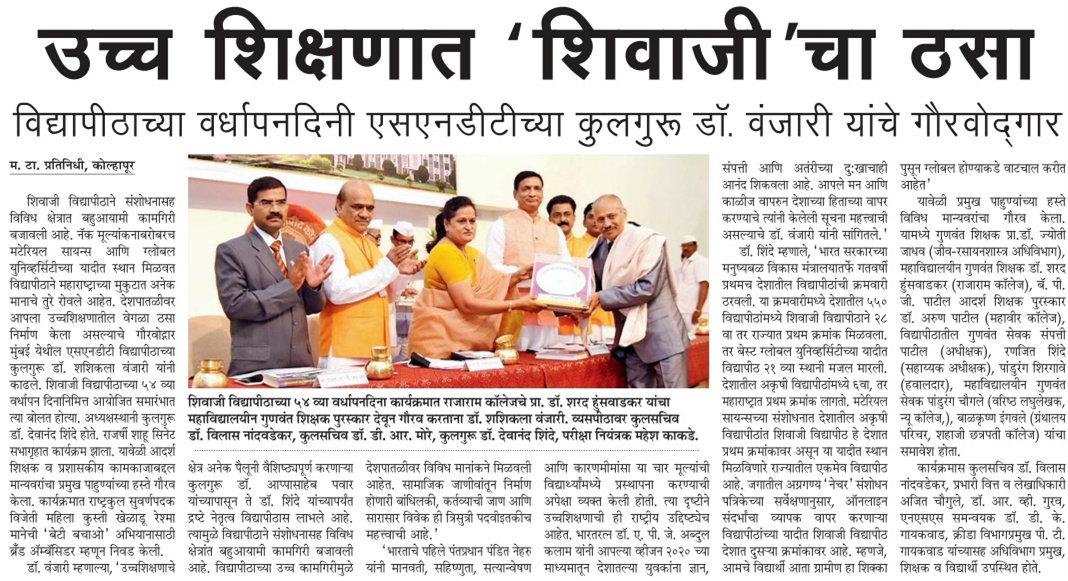 उच्च शिक्षणात ‘शिवाजी’चा ठसा
विद्यापीठाच्या वर्धापनदिनी एसएनडीटीच्या कुलगुरू डॉ. वंजारी यांचे गौरवोद्‌गार
म. टा. प्रतिनिधी, कोल्हापूर
शिवाजी विद्यापीठाने संशोधनासह
विविध क्षेत्रात बहुआयामी कामगिरी
बजावली आहे. नॅक मूल्यांकनाबरोबरच
मटेरियल सायन्स आणि ग्लोबल
युनिव्हर्सिटीच्या यादीत स्थान मिळवत
विद्यापीठाने महाराष्ट्राच्या मुकुटात अनेक
मानाचे तुरे रोवले आहेत. देशपातळीवर
आपला उच्चशिक्षणातील वेगळा ठसा
निर्माण केला असल्याचे गौरवोद्गार
मुंबई येथील एसएनडीटी विद्यापीठाच्या
कुलगुरू डॉ. शशिकला वंजारी यांनी
काढले. शिवाजी विद्यापीठाच्या ५४ व्या
वर्धापन दिनानिमित्त आयोजित समारंभात
त्या बोलत होत्या. अध्यक्षस्थानी कुलगुरू
डॉ. देवानंद शिंदे होते. राजर्षी शाहू सिनेट
सभागृहात कार्यक्रम झाला. यावेळी आदर्श
शिक्षक व प्रशासकीय कामकाजाबद्दल
मान्यवरांचा प्रमुख पाहुण्यांच्या हस्ते गौरव
केला. कार्यक्रमात राष्ट्रकुल सुवर्णपदक
विजेती महिला कुस्ती खेळाडू रेश्मा
मानेची ‘बेटी बचाओ’ अभियानासाठी
ब्रँड अ‍ॅम्बॅसिडर म्हणून निवड केली.
डॉ. वंजारी म्हणाल्या, ‘उच्चशिक्षणाचे
शिवाजी विद्यापीठाच्या ५४ व्या वर्धापनदिना कार्यक्रमात राजाराम कॉलेजचे प्रा. डॉ. शरद हुंसवाडकर यांचा
महाविद्यालयीन गुणवंत शिक्षक पुरस्कार देवून गौरव करताना डॉ. शशिकला वंजारी. व्यसपीठावर कुलसचिव
डॉ. विलास नांदवडेकर, कुलसचिव डॉ. डी. आर. मोरे, कुलगुरू डॉ. देवानंद शिंदे, परीक्षा नियंत्रक महेश काकडे.
क्षेत्र अनेक पैलूनी वैशिष्ट्यपूर्ण करणाऱ्या
कुलगुरू डॉ. आप्पासाहेब पवार
यांच्यापासून ते डॉ. शिंदे यांच्यापर्यंत
द्रष्टे नेतृत्व विद्यापीठास लाभले आहे.
त्यामुळे विद्यापीठाने संशोधनासह विविध
क्षेत्रांत बहुआयामी कामगिरी बजावली
आहे. विद्यापीठाच्या उच्च कामगिरीमुळे
देशपातळीवर विविध मानांकने मिळवली
आहेत. सामाजिक जाणीवांतून निर्माण
होणारी बांधिलकी, कर्तव्याची जाण आणि
सारासार विवेक ही त्रिसुत्री पदवीइतकीच
महत्त्वाची आहे.'
‘भारताचे पहिले पंतप्रधान पंडित नेहरु
यांनी मानवती, सहिष्णुता, सत्यान्वेषण
आणि कारणमीमांसा या चार मूल्यांची
विद्यार्थ्यांमध्ये प्रस्थापना करण्याची
अपेक्षा व्यक्त केली होती. त्या दृष्टीने
उच्चशिक्षणाची ही राष्ट्रीय उद्दिष्ट्येच
आहेत. भारतरत्न डॉ. ए. पी. जे. अब्दुल
कलाम यांनी आपल्या व्हीजन २०२० च्या
माध्यमातून देशातल्या युवकांना ज्ञान,
संपत्ती आणि अतंरीच्या दुःखाचाही
आनंद शिकवला आहे. आपले मन आणि
काळीज वापरुन देशाच्या हिताच्या वापर
करण्याचे त्यांनी केलेली सूचना महत्त्वाची
असल्याचे डॉ. वंजारी यांनी सांगितले.'
डॉ. शिंदे म्हणाले, ‘भारत सरकारच्या
मनुष्यबळ विकास मंत्रालयातर्फे गतवर्षी
प्रथमच देशातील विद्यापीठांची क्रमवारी
ठरवली. या क्रमवारीमध्ये देशातील ५५०
विद्यापीठांमध्ये शिवाजी विद्यापीठाने २८
वा तर राज्यात प्रथम क्रमांक मिळवला.
तर बेस्ट ग्लोबल युनिव्हर्सिटीच्या यादीत
विद्यापीठ २१ व्या स्थानी मजल मारली.
देशातील अकृषी विद्यापीठांमध्ये ६वा, तर
महाराष्ट्रात प्रथम क्रमांक लागतो. मटेरियल
सायन्सच्या संशोधनात देशातील अकृषी
विद्यापीठांत शिवाजी विद्यापीठ हे देशात
प्रथम क्रमांकावर असून या यादीत स्थान
मिळविणारे राज्यातील एकमेव विद्यापीठ
आहे. जगातील अग्रगण्य ‘नेचर’ संशोधन
पत्रिकेच्या सर्वेक्षणानुसार, ऑनलाइन
संदर्भांचा व्यापक वापर करणाऱ्या
विद्यापीठांत शिवाजी विद्यापीठ
देशात दुसऱ्या क्रमांकावर आहे. म्हणजे,
आमचे विद्यार्थी आता ग्रामीण हा शिक्का
पुसून ग्लोबल होण्याकडे वाटचाल करीत
आहेत’
यावेळी प्रमुख पाहुण्यांच्या हस्ते
विविध मान्यवरांचा गौरव केला.
यामध्ये गुणवंत शिक्षक प्रा.डॉ. ज्योती
जाधव (जीव-रसायनशास्त्र अधिविभाग),
महाविद्यालयीन गुणवंत शिक्षक डॉ. शरद
हुंसवाडकर (राजाराम कॉलेज), बॅं. पी.
जी. पाटील आदर्श शिक्षक पुरस्कार
डॉ. अरुण पाटील (महावीर कॉलेज),
विद्यापीठातील गुणवंत सेवक संपत्ती
पाटील (अधीक्षक), रणजित शिंदे
(सहाय्यक अधीक्षक), पांडुरंग शिरगावे
(हवालदार), महाविद्यालयीन गुणवंत
सेवक पांडुरंग चौगले (वरिष्ठ लघुलेखक,
न्यू कॉलेज,), बाळकृष्ण इंगवले (ग्रंथालय
परिचर, शहाजी छत्रपती कॉलेज) यांचा
समावेश होता.
कार्यक्रमास कुलसचिव डॉ. विलास
नांदवडेकर, प्रभारी वित्त व लेखाधिकारी
अजित चौगुले, डॉ. आर. व्ही. गुरव,
एनएसएस समन्वयक डॉ. डी. के.
गायकवाड, क्रीडा विभागप्रमुख पी. टी.
गायकवाड यांच्यासह अधिविभाग प्रमुख,
शिक्षक व विद्यार्थी उपस्थित होते.